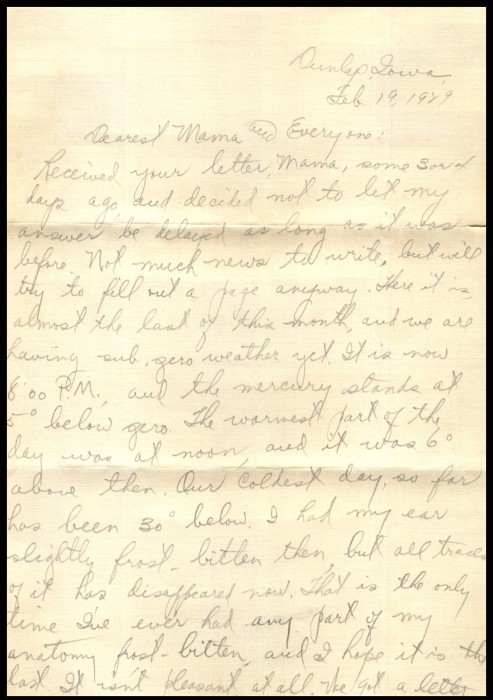 Dunlap, Iowa,
Feb. 19, 1929
Dearest Mama and Everyone:
Received your letter, Mama, some 3 or 4
days ago and decided not to let my
answer be delayed as long as it was
before. Not much news to write, but will
try to fill out a page anyway. Here it is,
almost the last of this month, and we are
having sub-zero weather yet. It is now
8:00 P.M., and the mercury stands at
5° below zero. The warmest part of the
day was at noon, and it was 6°
above then. Our coldest day, so far
has been 30° below. I had my ear
slightly frost-bitten then, but all traces
of it has disappeared now. That is the only
time I've ever had any part of my
anatomy frost-bitten, and I hope it is the
last. It isn't pleasant at all. We got a letter